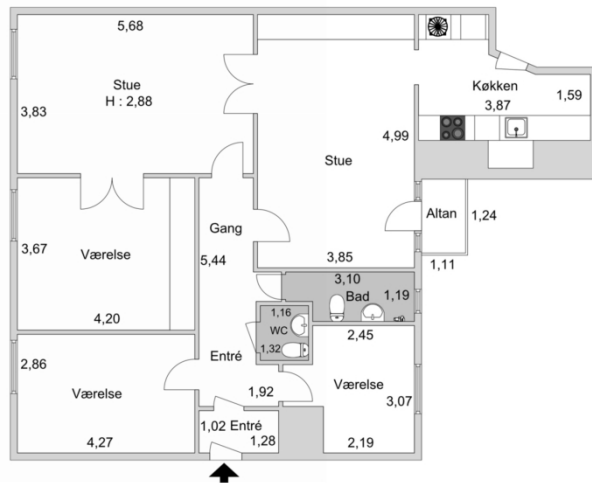 5,68
Stue
H : 2,88
3,83
Køkken
3,87
1,59
4,99
Stue
3,85
Altan
1,24
1,11
Gang
5,44
Værelse
3,67
4,20
3,10
Bad
1,19
1,16
WC
1,32
2,45
2,86
Værelse
4,27
Entré
1,92
Værelse
3,07
2,19
1,02 Entré
1,28